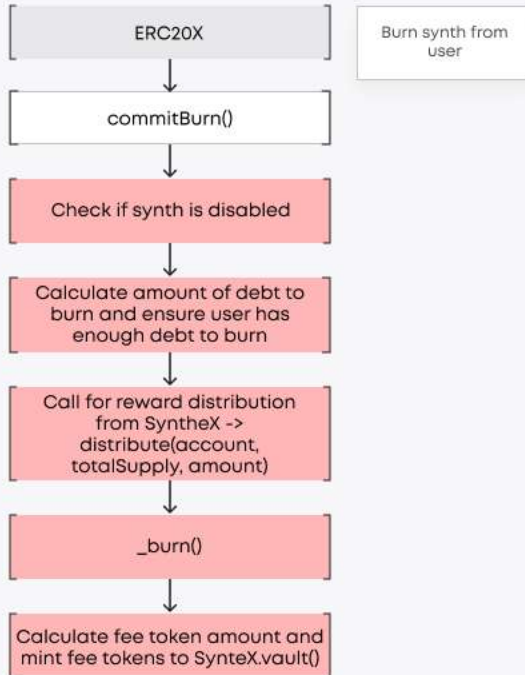 ERC20X
Burn synth from
user
commitBurn()
Check if synth is disabled
Calculate amount of debt to
burn and ensure user has
enough debt to burn
Call for reward distribution
from SyntheX ->
distribute(account,
totalSupply, amount)
_burn()
Calculate fee token amount and
mint fee tokens to SynteX.vault()